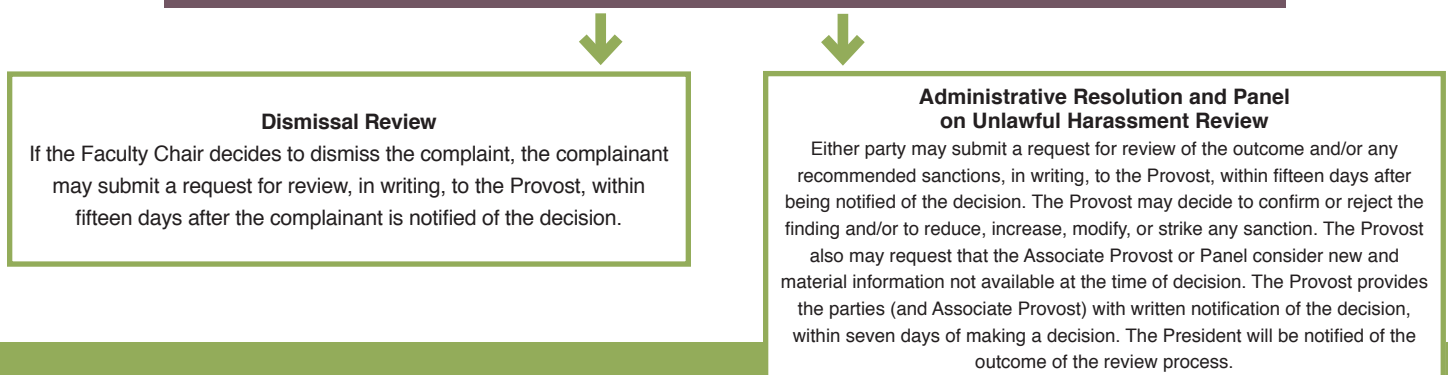 Dismissal Review
If the Faculty Chair decides to dismiss the complaint, the complainant
may submit a request for review, in writing, to the Provost, within
fifteen days after the complainant is notified of the decision.
Administrative Resolution and Panel
on Unlawful Harassment Review
Either party may submit a request for review of the outcome and/or any
recommended sanctions, in writing, to the Provost, within fifteen days after
being notified of the decision. The Provost may decide to confirm or reject the
finding and/or to reduce, increase, modify, or strike any sanction. The Provost
also may request that the Associate Provost or Panel consider new and
material information not available at the time of decision. The Provost provides
the parties (and Associate Provost) with written notification of the decision,
within seven days of making a decision. The President will be notified of the
outcome of the review process.